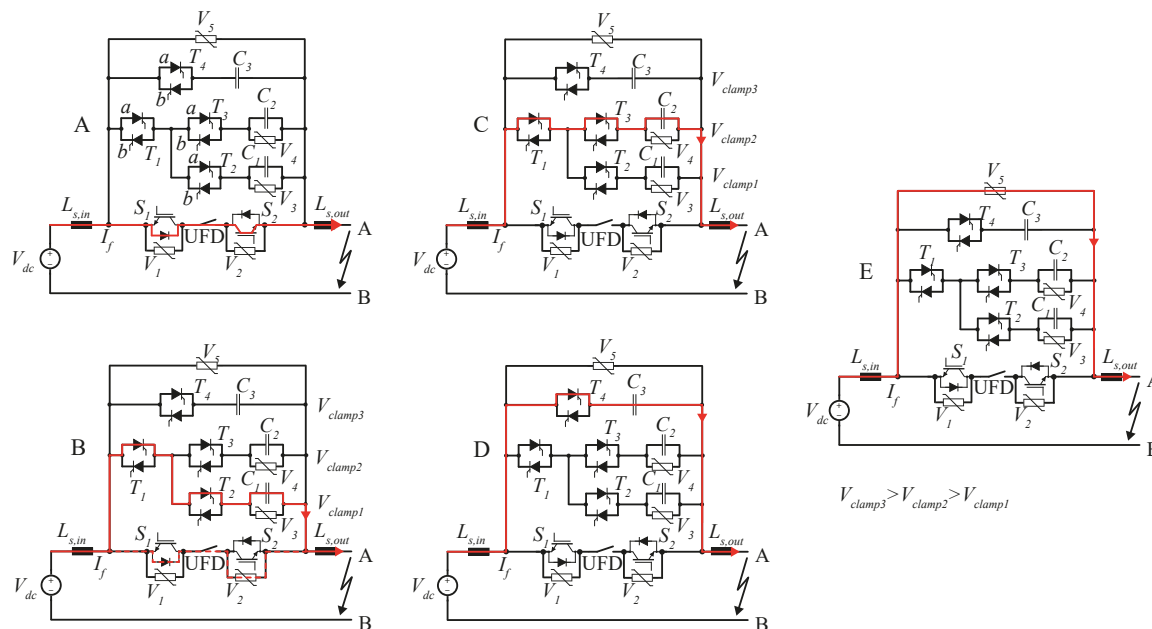 V5
a T4 C3
b
A a a T3 C2
b b T1 a T2 C1 V4
b
Ls,in S1 S2 V3 Ls,out A
If UFD
Vdc V1 V2
B
V5
T4 C3 Vclamp3
C T3 C2 Vclamp2
T1 T2 C1 V4 Vclamp1
Ls,in S1 S2 V3 Ls,out A
If UFD
Vdc V1 V2
B
V5
T4 C3 Vclamp3
B T3 C2 Vclamp2
T1 T2 C1 V4 Vclamp1
Ls,in S1 S2 V3 Ls,out A
If UFD
Vdc V1 V2
B
V5
T4 C3
D T3 C2
T1 T2 C1 V4
Ls,in S1 S2 V3 Ls,out A
If UFD
Vdc V1 V2
B
V5
T4 C3
E T1 T3 C2
T2 C1 V4
Ls,in S1 S2 V3 Ls,out
If UFD
Vdc V1 V2
Vclamp3>Vclamp2>Vclamp1